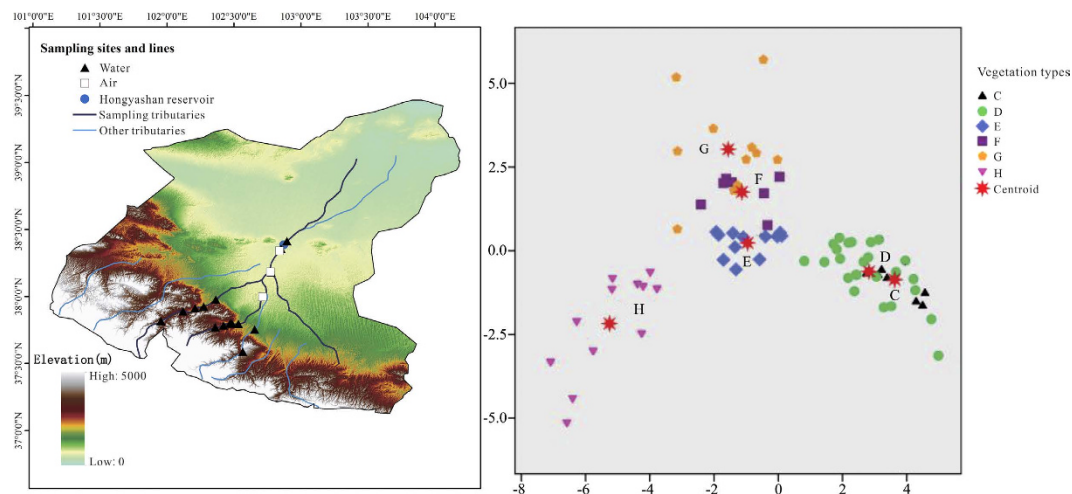 101°0'0"E 101°30'0"E 102°0'0"E 102°30'0"E 103°0'0"E 103°30'0"E 104°0'0"E
Sampling sites and lines
Water
Air
Hongyashan reservoir
Sampling tributaries
Other tributaries
39°30'0"N
39°0'0"N
38°30'0"N
38°0'0"N
37°30'0"N
37°0'0"N
Elevation(m)
High: 5000
Low: 0
5.0
2.5
0.0
-2.5
-5.0
-8
-6
-4
-2
0
2
4
G
F
E
D
C
H
Vegetation types
C
D
E
F
G
H
Centroid